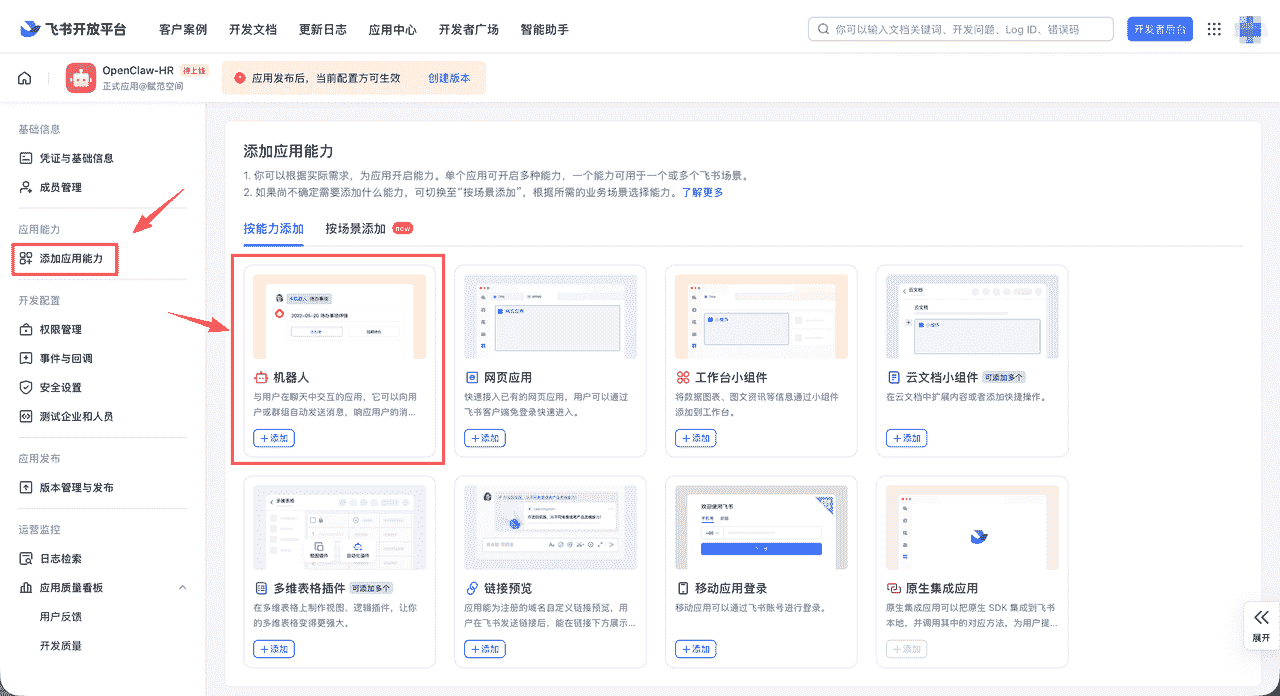 飞书开放平台
客户案例
开发文档
更新日志
应用中心
开发者广场
智能助手
你可以输入文档关键词、开发问题、Log ID、错误码
开发者后台
OpenClaw-HR 待上线
正式应用@赋范空间
应用发布后，当前配置方可生效 创建版本
基础信息
凭证与基础信息
成员管理
应用能力
添加应用能力
开发配置
权限管理
事件与回调
安全设置
测试企业和人员
应用发布
版本管理与发布
运营监控
日志检索
应用质量看板
用户反馈
开发质量
添加应用能力
1. 你可以根据实际需求，为应用开启能力。单个应用可开启多种能力，一个能力可用于一个或多个飞书场景。
2. 如果尚不确定需要添加什么能力，可切换至“按场景添加”，根据所需的业务场景选择能力。了解更多
按能力添加
按场景添加 new
机器人
与用户在聊天中交互的应用，它可以向用
户或群组自动发送消息，响应用户的消...
+ 添加
网页应用
快速接入已有的网页应用，用户可以通过
飞书客户端免登录快速进入。
+ 添加
工作台小组件
将数据图表、图文资讯等信息通过小组件
添加到工作台。
+ 添加
云文档
云文档
云文档小组件 可添加多个
在云文档中扩展内容或者添加快捷操作。
+ 添加
多维表格
多维表格插件 可添加多个
在多维表格上制作视图、逻辑插件，让你
的多维表格变得更强大。
+ 添加
链接预览
应用能为注册的域名自定义链接预览，用
户在飞书发送链接后，能在链接下方展示...
+ 添加
欢迎使用飞书
移动应用登录
移动应用可以通过飞书账号进行登录。
+ 添加
原生集成应用
原生集成应用可以把原生 SDK 集成到飞书
本地，并调用其中的对应方法，为用户提...
+ 添加
展开